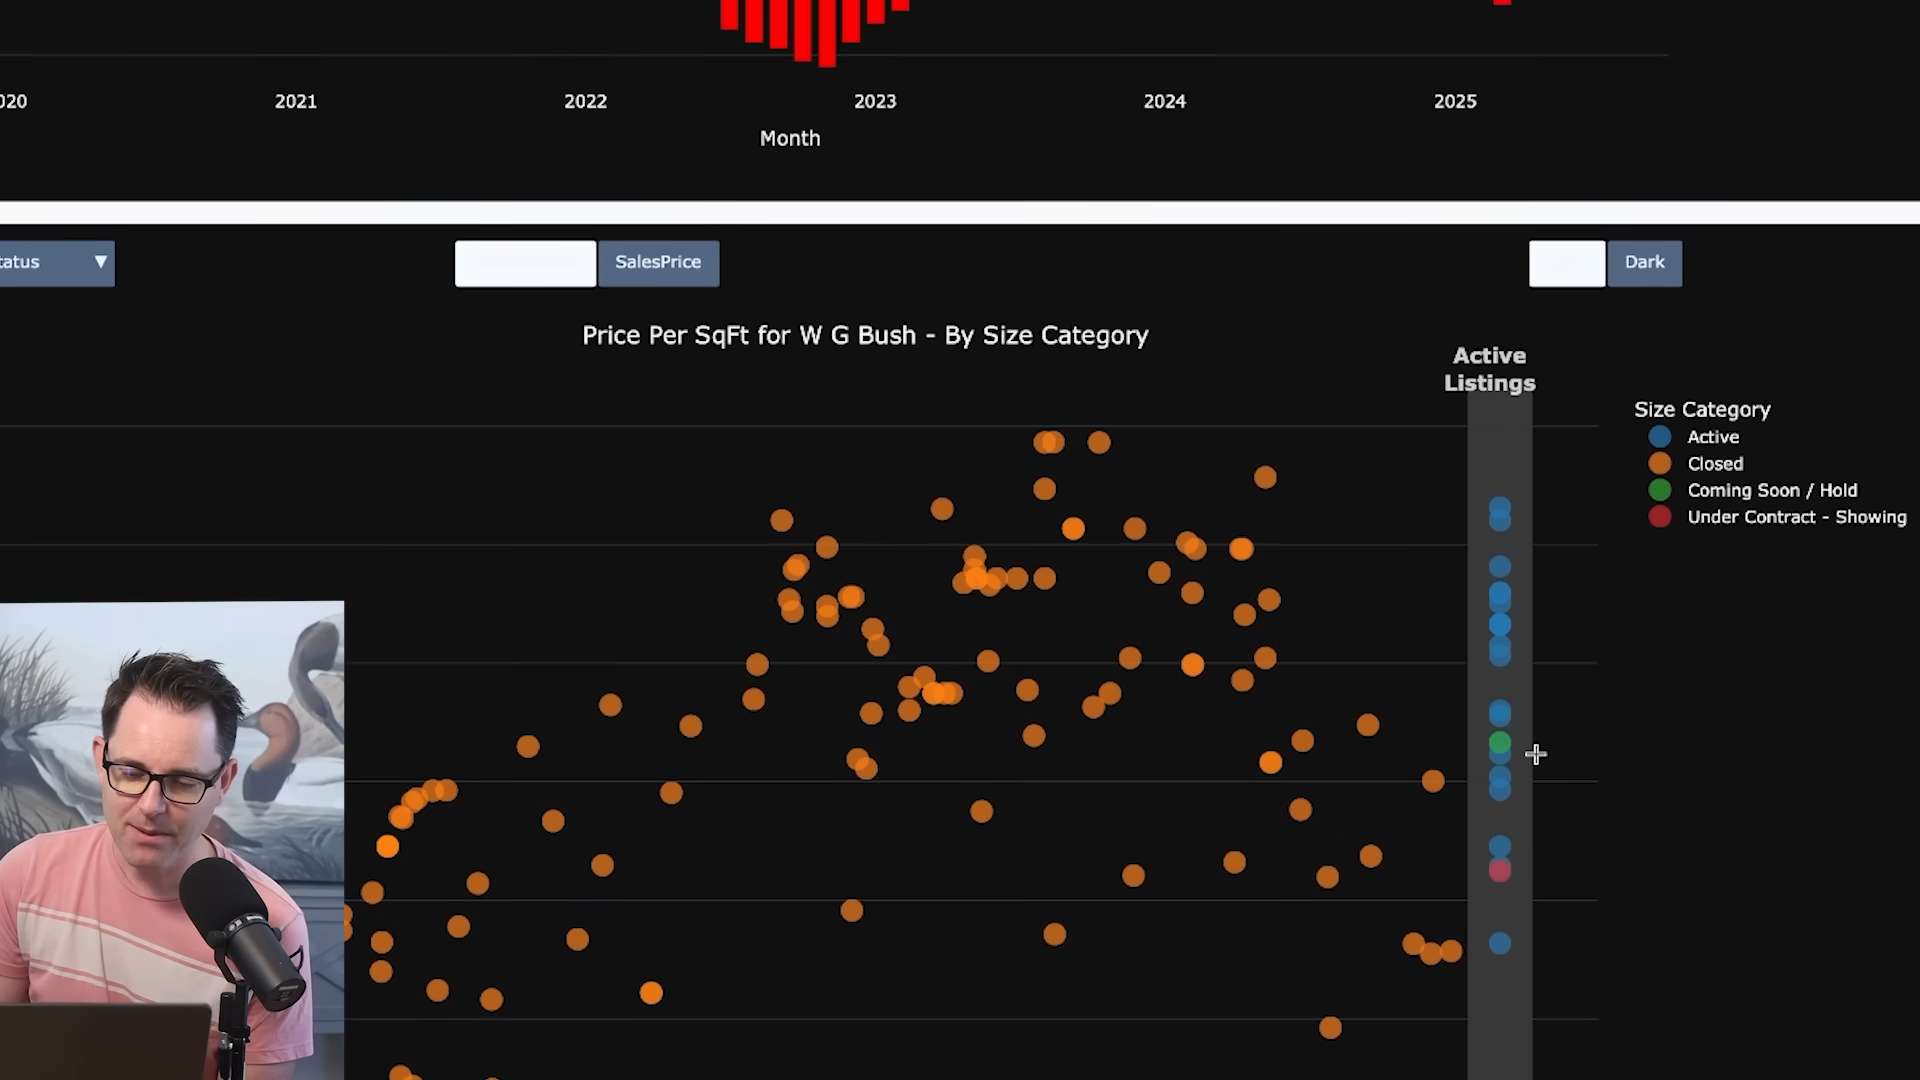 020 2021 2022 2023 2024 2025
Month
tatus ▼ SalesPrice Dark
Price Per SqFt for W G Bush - By Size Category
Active
Listings
Size Category
Active
Closed
Coming Soon / Hold
Under Contract - Showing